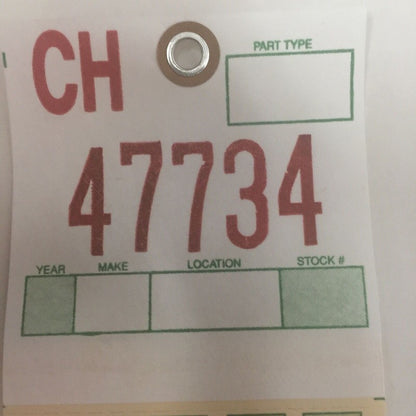 CH
PART TYPE
47734
YEAR MAKE LOCATION STOCK #